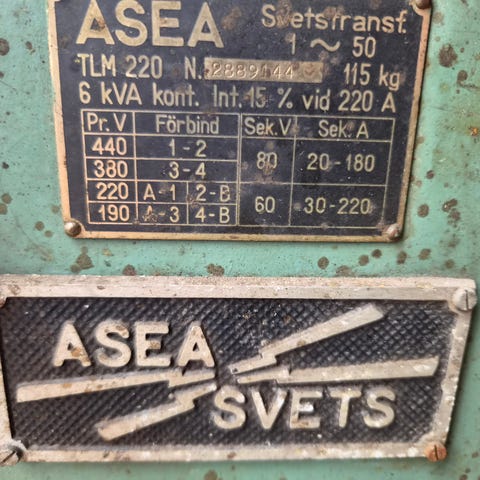 ASEA Svetstransf.
1 ~ 50
TLM 220 N. 2889144 115 kg
6 kVA kont. Int. 15 % vid 220 A
Pr. V Förbind Sek. V Sek. A
440 1-2 80 20-180
380 3-4
220 A-1 2-B 60 30-220
190 A-3 4-B
ASEA
SVETS